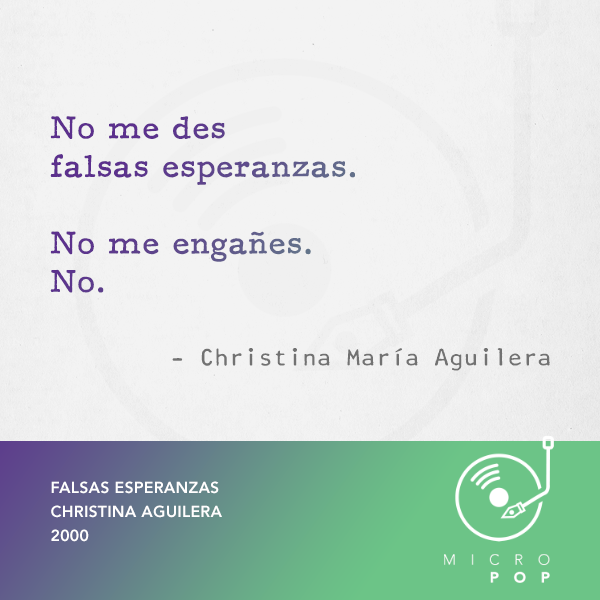 No me des
falsas esperanzas.
No me engañes.
No.
– Christina María Aguilera
FALSAS ESPERANZAS
CHRISTINA AGUILERA
2000
MICRO
POP